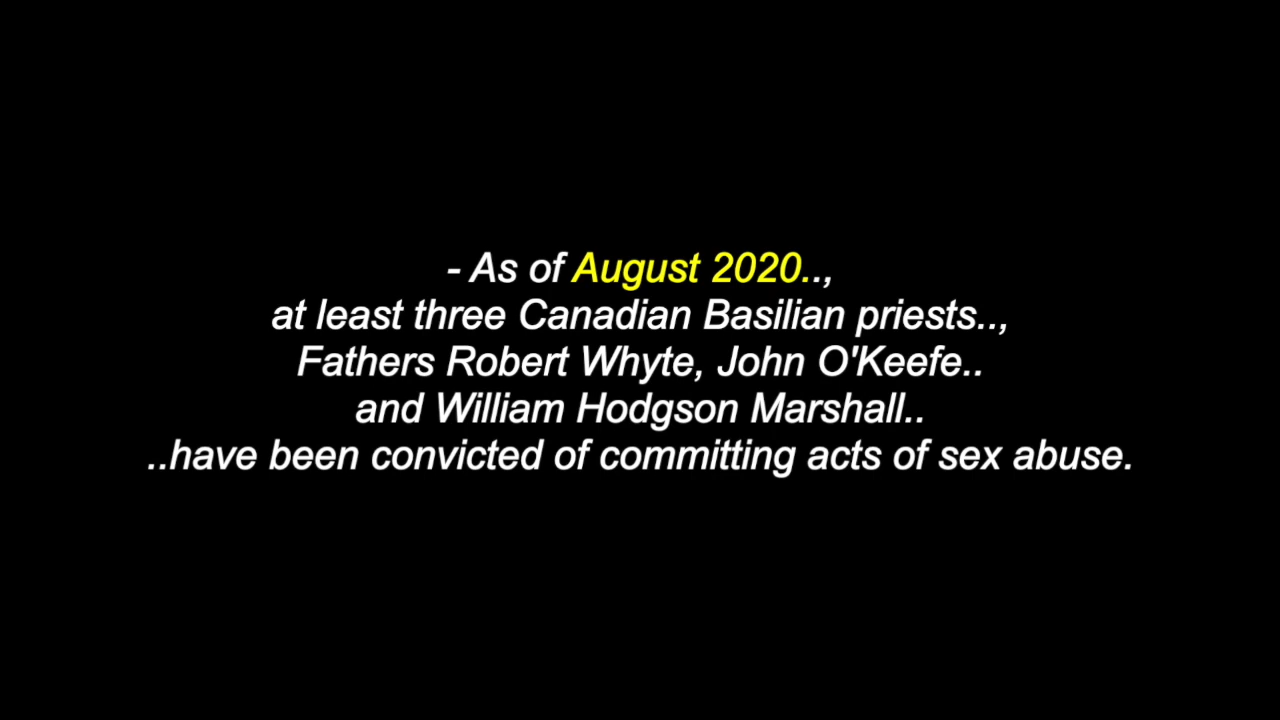 - As of August 2020..,
at least three Canadian Basilian priests..,
Fathers Robert Whyte, John O'Keefe..
and William Hodgson Marshall..
..have been convicted of committing acts of sex abuse.